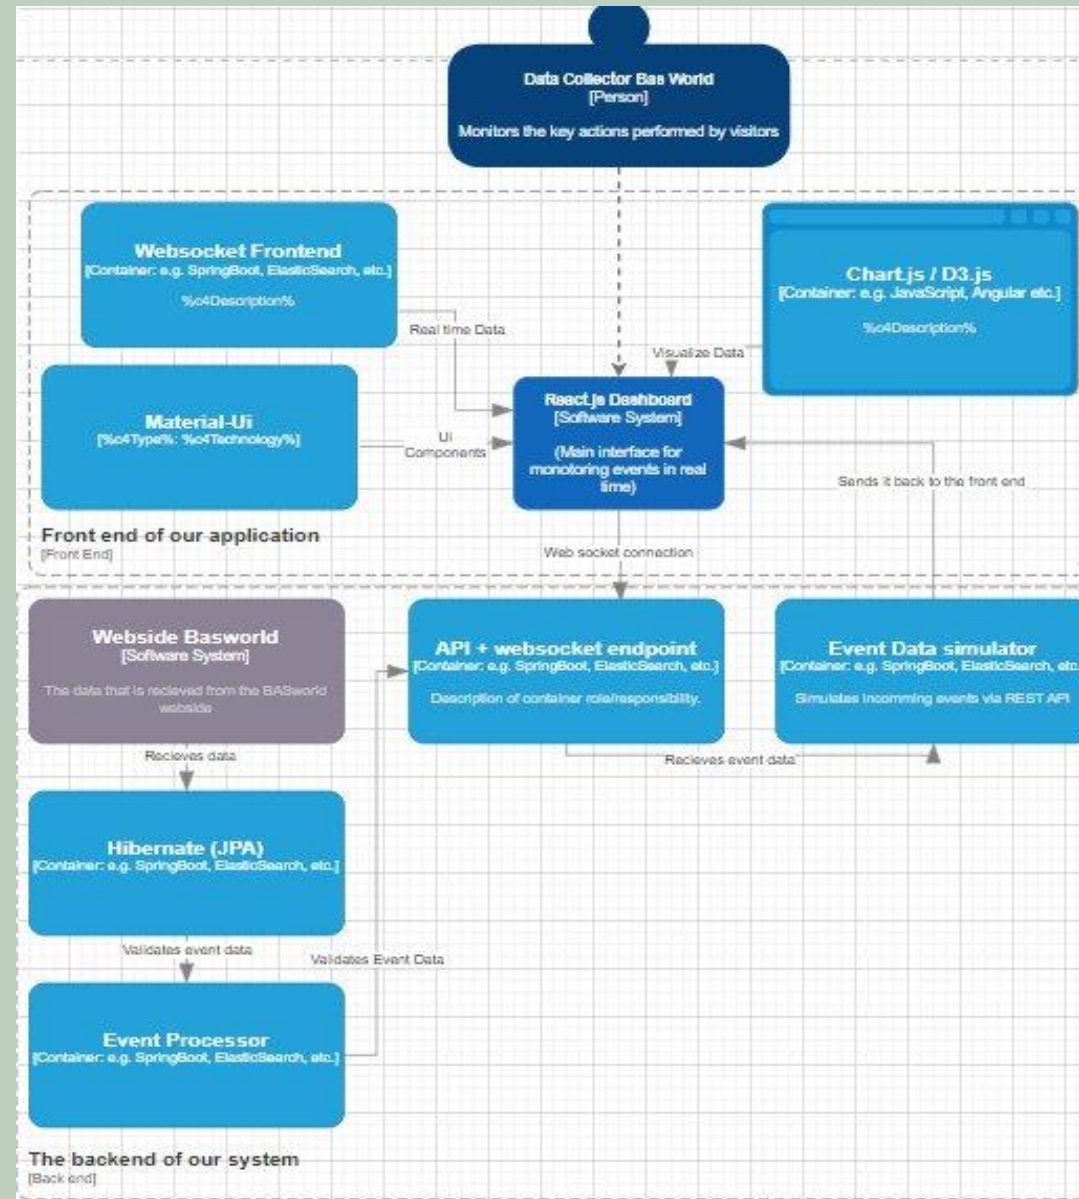 Data Collector Bas World
[Person]
Monitors the key actions performed by visitors
Websocket Frontend
[Container: e.g. SpringBoot, ElasticSearch, etc.]
%c4Description%
Chart.js / D3.js
[Container: e.g. JavaScript, Angular etc.]
%c4Description%
Real time Data
Visualize Data
Material-Ui
[%c4Type%: %c4Technology%]
Ui
Components
React.js Dashboard
[Software System]
(Main interface for
monotoring events in real
time)
Sends it back to the front end
Front end of our application
[Front End]
Web socket connection
Webside Basworld
[Software System]
The data that is recieved from the BASworld
webside
API + websocket endpoint
[Container: e.g. SpringBoot, ElasticSearch, etc.]
Description of container role/responsibility.
Event Data simulator
[Container: e.g. SpringBoot, ElasticSearch, etc.
Simulates incomming events via REST API
Recieves data
Recieves event data
Hibernate (JPA)
[Container: e.g. SpringBoot, ElasticSearch, etc.]
Validates event data
Validates Event Data
Event Processor
[Container: e.g. SpringBoot, ElasticSearch, etc.]
The backend of our system
[Back end]